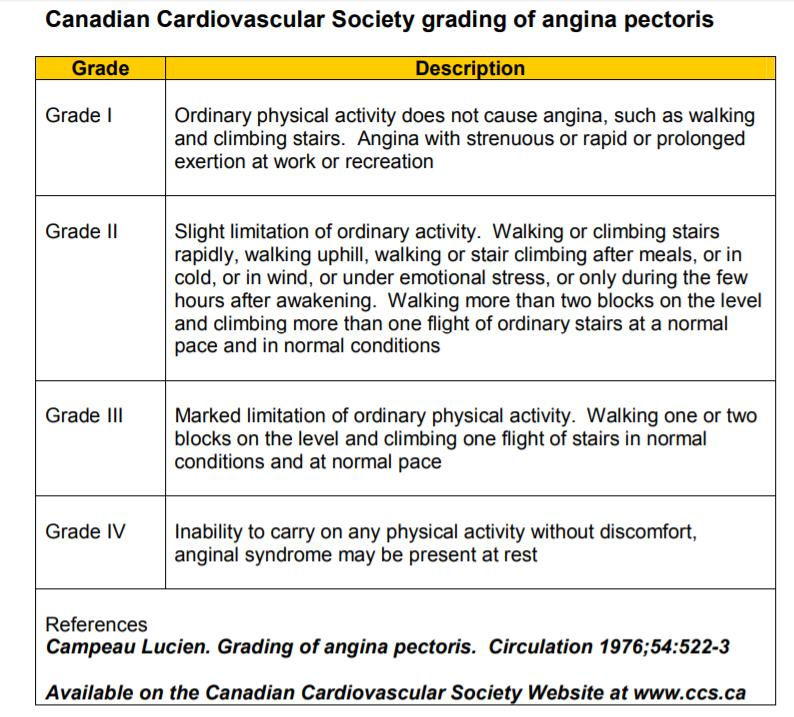 Canadian Cardiovascular Society grading of angina pectoris
Grade Description
Grade I
Ordinary physical activity does not cause angina, such as walking
and climbing stairs. Angina with strenuous or rapid or prolonged
exertion at work or recreation
Grade II
Slight limitation of ordinary activity. Walking or climbing stairs
rapidly, walking uphill, walking or stair climbing after meals, or in
cold, or in wind, or under emotional stress, or only during the few
hours after awakening. Walking more than two blocks on the level
and climbing more than one flight of ordinary stairs at a normal
pace and in normal conditions
Grade III
Marked limitation of ordinary physical activity. Walking one or two
blocks on the level and climbing one flight of stairs in normal
conditions and at normal pace
Grade IV
Inability to carry on any physical activity without discomfort,
anginal syndrome may be present at rest
References
Campeau Lucien. Grading of angina pectoris. Circulation 1976;54:522-3
Available on the Canadian Cardiovascular Society Website at www.ccs.ca